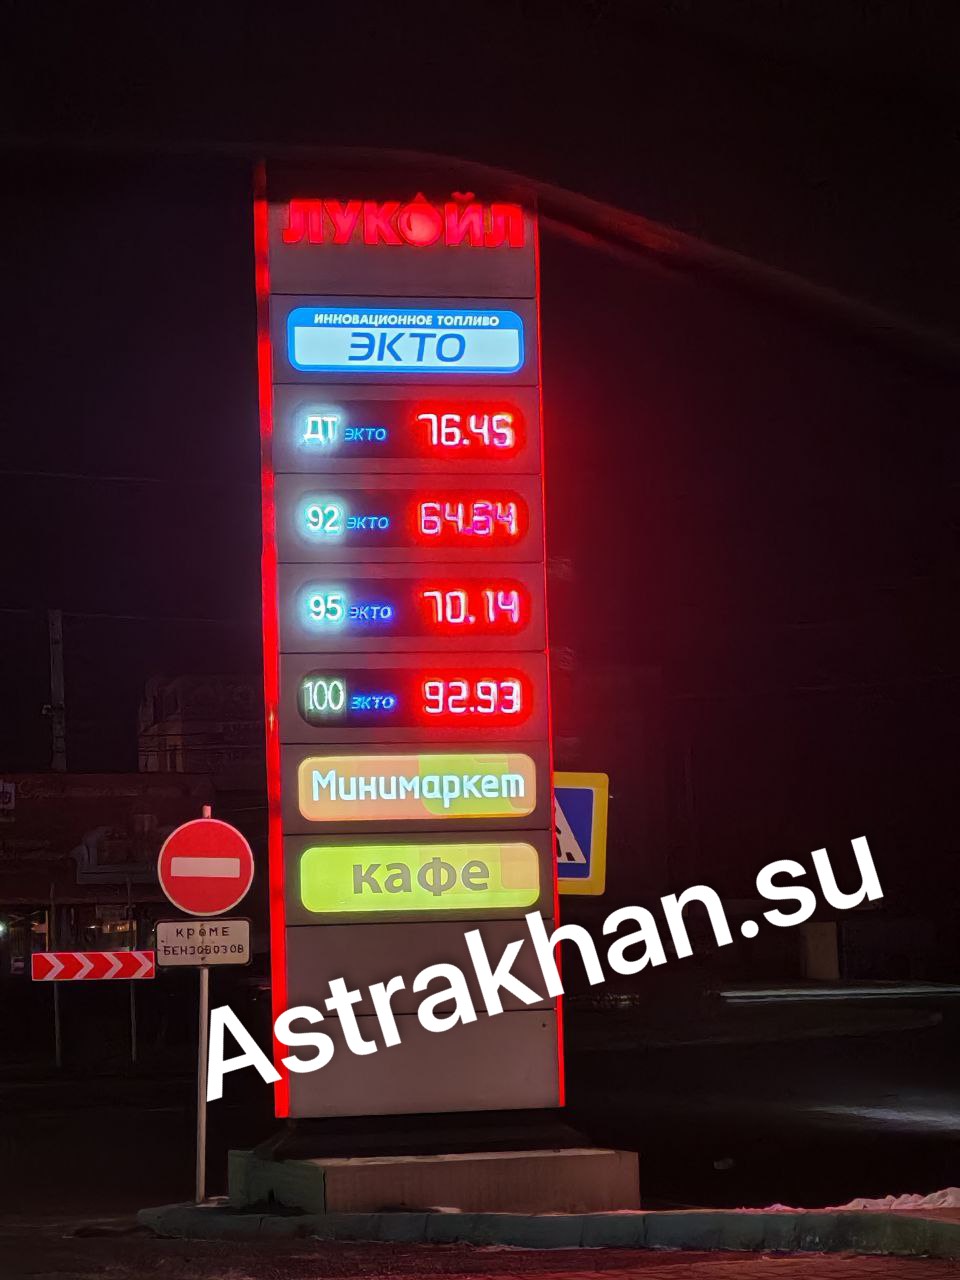 ЛУКОЙЛ
ИННОВАЦИОННОЕ ТОПЛИВО
ЭКТО
ДТ ЭКТО 76.45
92 ЭКТО 64.64
95 ЭКТО 70.14
100 ЭКТО 92.93
Минимаркет
кафе
КРОМЕ
БЕНЗОВОЗОВ
Astrakhan.su